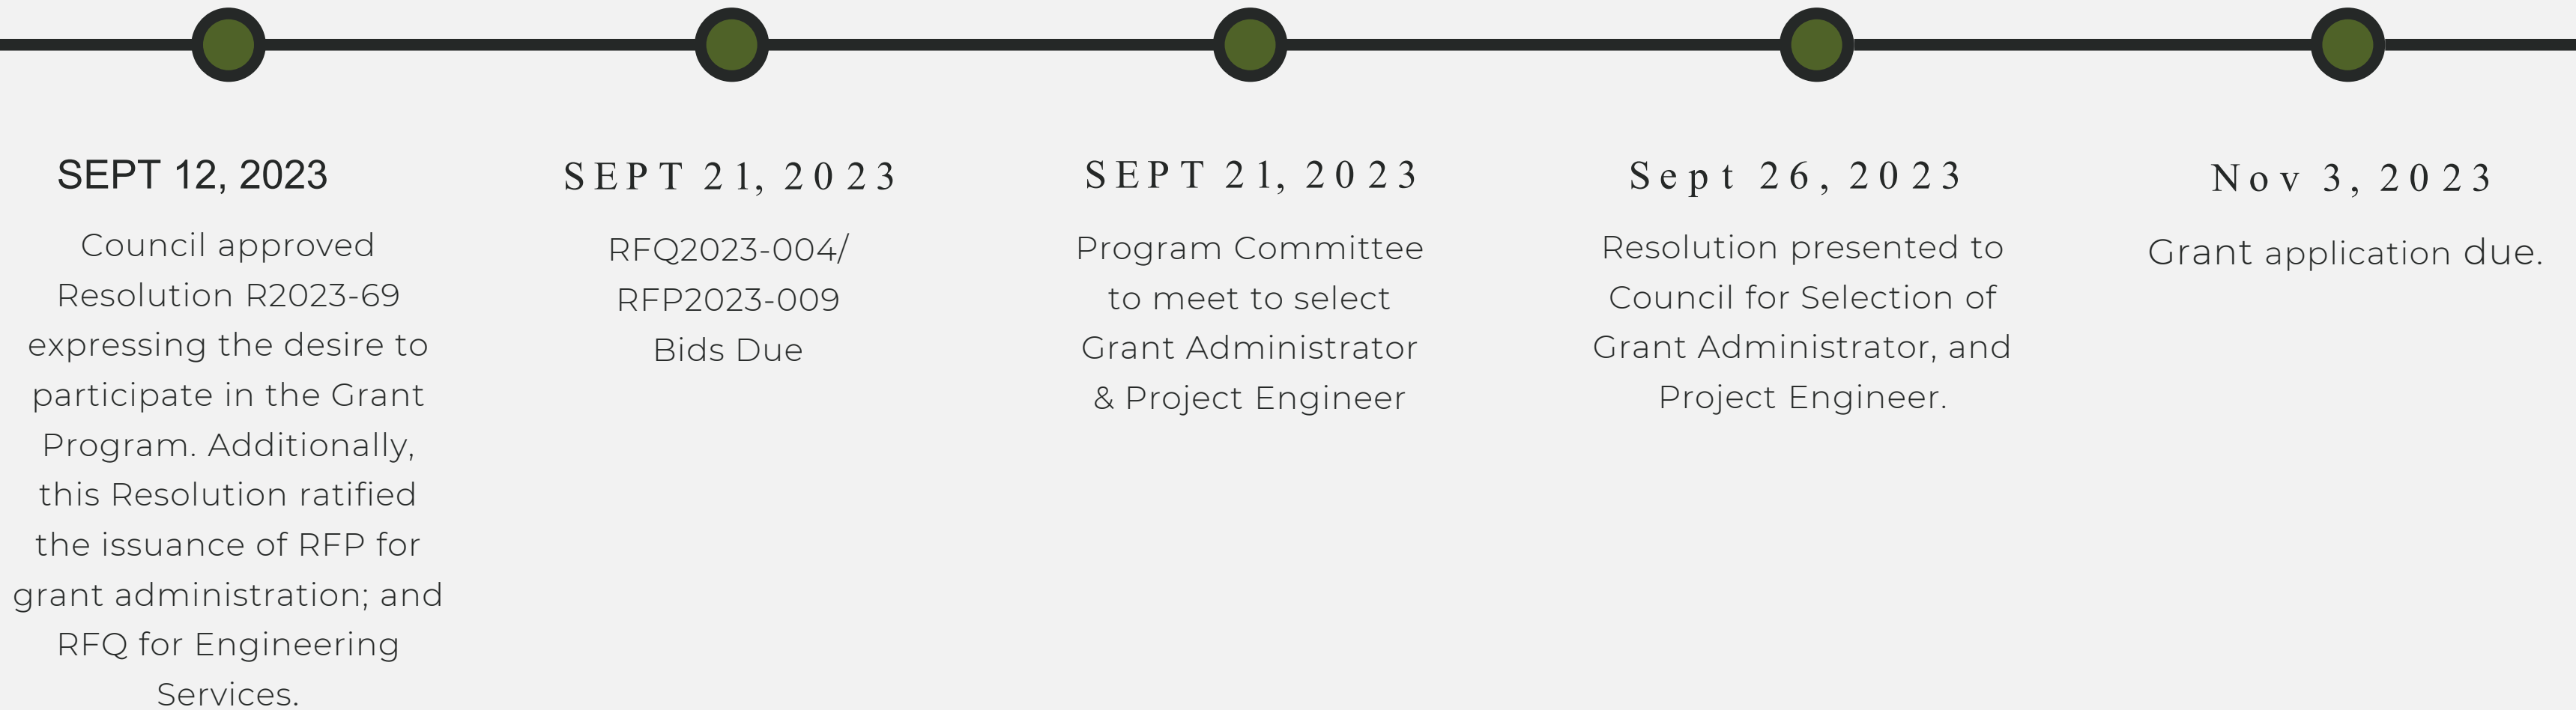 SEPT 12, 2023
Council approved
Resolution R2023-69
expressing the desire to
participate in the Grant
Program. Additionally,
this Resolution ratified
the issuance of RFP for
grant administration; and
RFQ for Engineering
Services.
SEPT 21, 2023
RFQ2023-004/
RFP2023-009
Bids Due
SEPT 21, 2023
Program Committee
to meet to select
Grant Administrator
& Project Engineer
Sept 26, 2023
Resolution presented to
Council for Selection of
Grant Administrator, and
Project Engineer.
Nov 3, 2023
Grant application due.